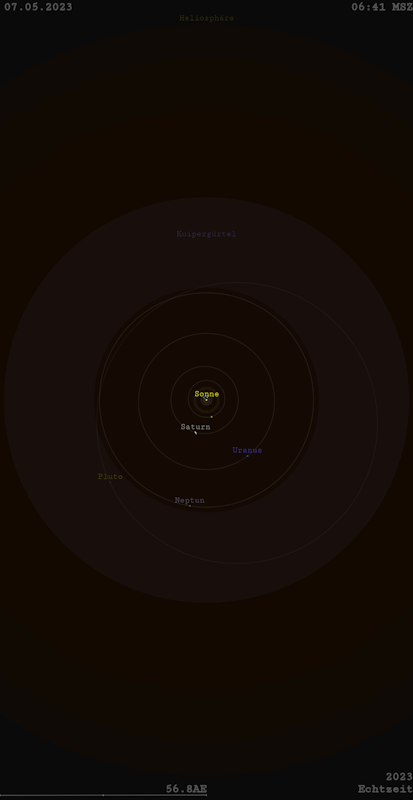 07.05.2023
06:41 MSZ
Heliosphäre
Kuipergürtel
Sonne
Saturn
Uranus
Pluto
Neptun
2023
56.8AE
Echtzeit